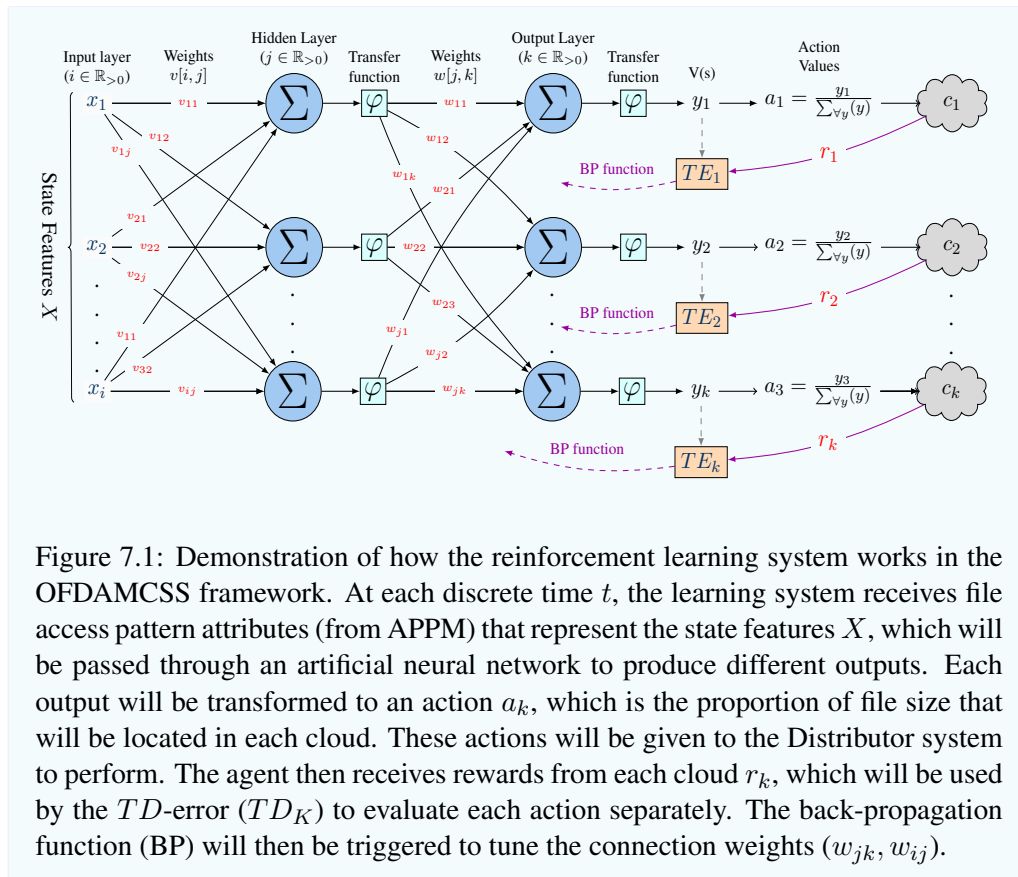 Input layer
(i ∈ ℝ>0)
Weights
v[i, j]
Hidden Layer
(j ∈ ℝ>0)
Transfer
function
Weights
w[j, k]
Output Layer
(k ∈ ℝ>0)
Transfer
function
V(s)
Action
Values
State Features X
x₁ v₁₁ Σ φ w₁₁ Σ φ y₁ a₁ = y₁/∑∀y(y) c₁
v₁₂
v₁ⱼ
w₁₂
w₁ₖ
r₁
BP function
TE₁
v₂₁
w₂₁
x₂ v₂₂ Σ φ w₂₂ Σ φ y₂ a₂ = y₂/∑∀y(y) c₂
v₂ⱼ
w₂₃
r₂
BP function
TE₂
v₁₁
v₃₂
wⱼ₁
wⱼ₂
xᵢ vᵢⱼ Σ φ wⱼₖ Σ φ yₖ a₃ = y₃/∑∀y(y) cₖ
rₖ
BP function
TEₖ
Figure 7.1: Demonstration of how the reinforcement learning system works in the
OFDAMCSS framework. At each discrete time t, the learning system receives file
access pattern attributes (from APPM) that represent the state features X, which will
be passed through an artificial neural network to produce different outputs. Each
output will be transformed to an action aₖ, which is the proportion of file size that
will be located in each cloud. These actions will be given to the Distributor system
to perform. The agent then receives rewards from each cloud rₖ, which will be used
by the TD-error (TD_K) to evaluate each action separately. The back-propagation
function (BP) will then be triggered to tune the connection weights (wⱼₖ, wᵢⱼ).